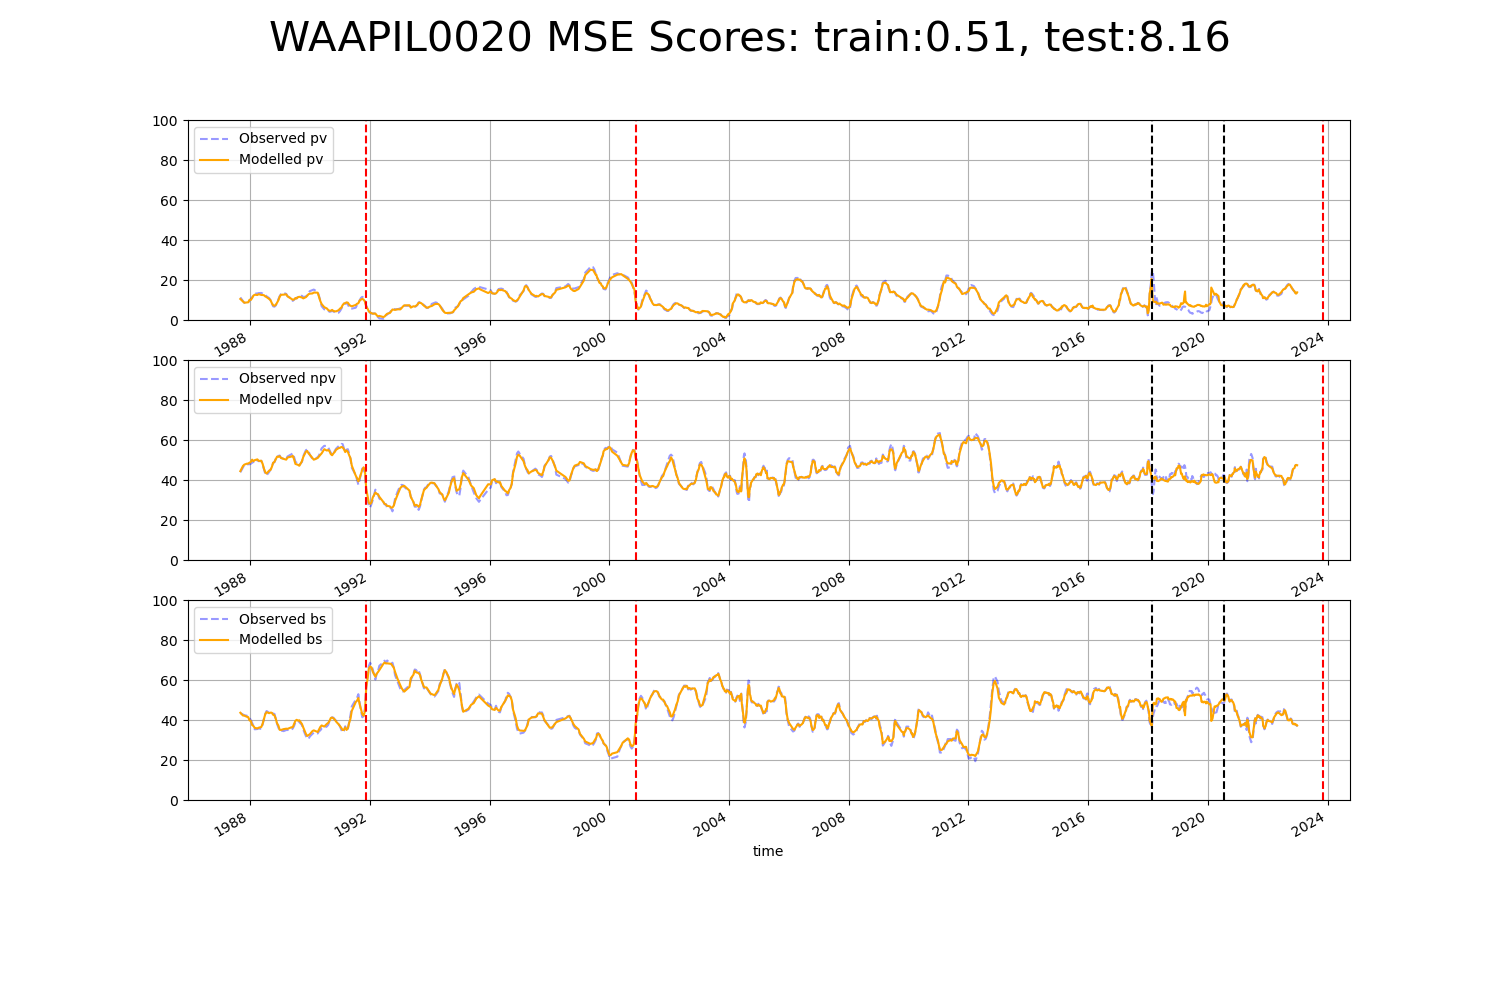 WAAPIL0020 MSE Scores: train:0.51, test:8.16
100
80
60
40
20
0
Observed pv
Modelled pv
1988 1992 1996 2000 2004 2008 2012 2016 2020 2024
100
80
60
40
20
0
Observed npv
Modelled npv
1988 1992 1996 2000 2004 2008 2012 2016 2020 2024
100
80
60
40
20
0
Observed bs
Modelled bs
1988 1992 1996 2000 2004 2008 2012 2016 2020 2024
time